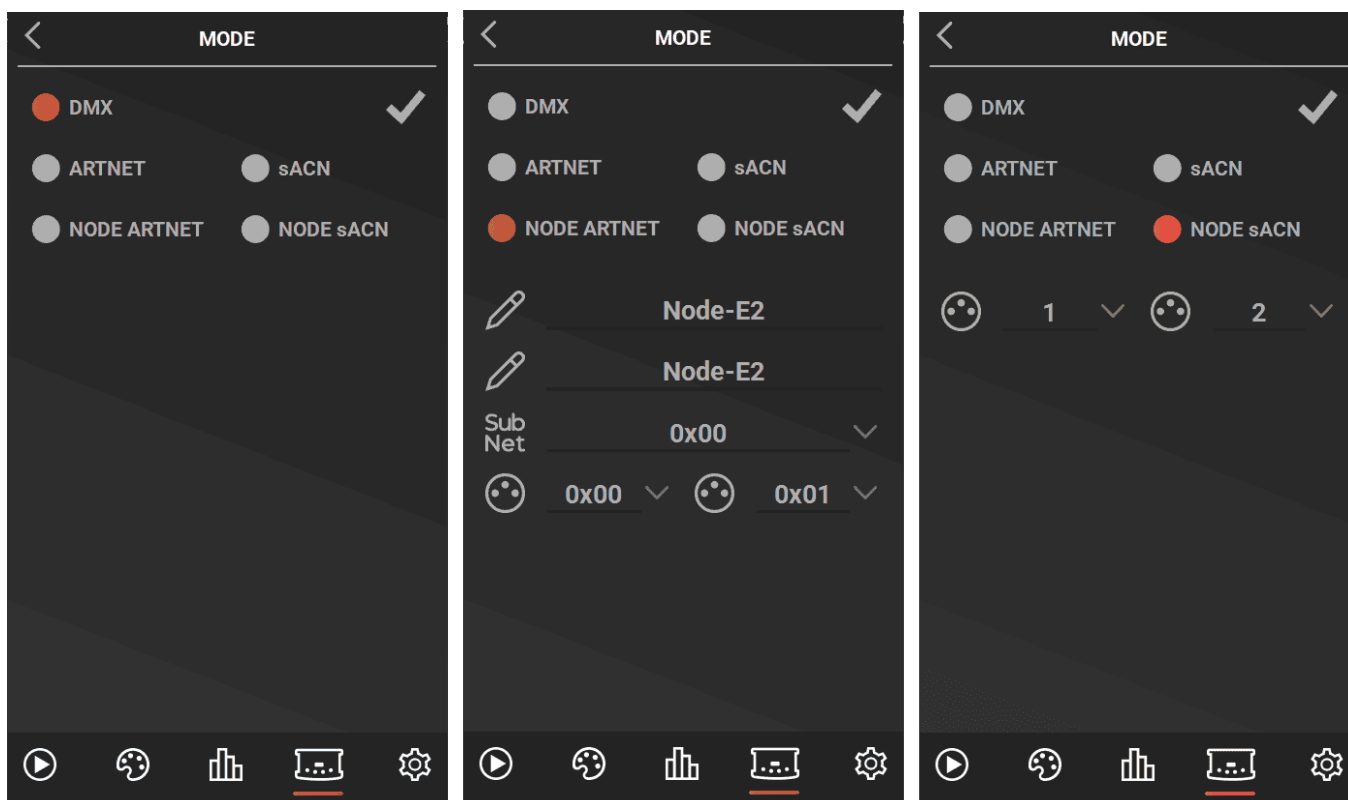 MODE
DMX
ARTNET sACN
NODE ARTNET NODE sACN
MODE
DMX
ARTNET sACN
NODE ARTNET NODE sACN
Node-E2
Node-E2
Sub
Net 0x00
0x00 0x01
MODE
DMX
ARTNET sACN
NODE ARTNET NODE sACN
1 2